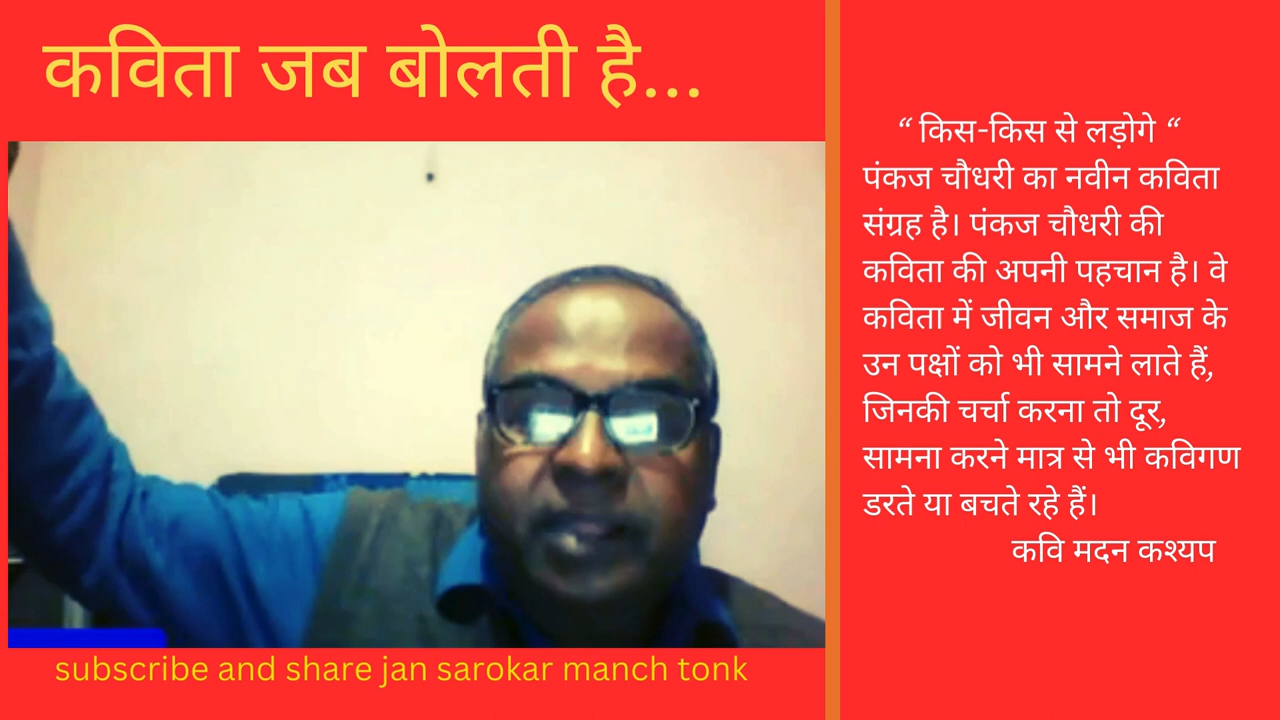 कविता जब बोलती है...
“ किस-किस से लड़ोगे “
पंकज चौधरी का नवीन कविता
संग्रह है। पंकज चौधरी की
कविता की अपनी पहचान है। वे
कविता में जीवन और समाज के
उन पक्षों को भी सामने लाते हैं,
जिनकी चर्चा करना तो दूर,
सामना करने मात्र से भी कविगण
डरते या बचते रहे हैं।
कवि मदन कश्यप
subscribe and share jan sarokar manch tonk